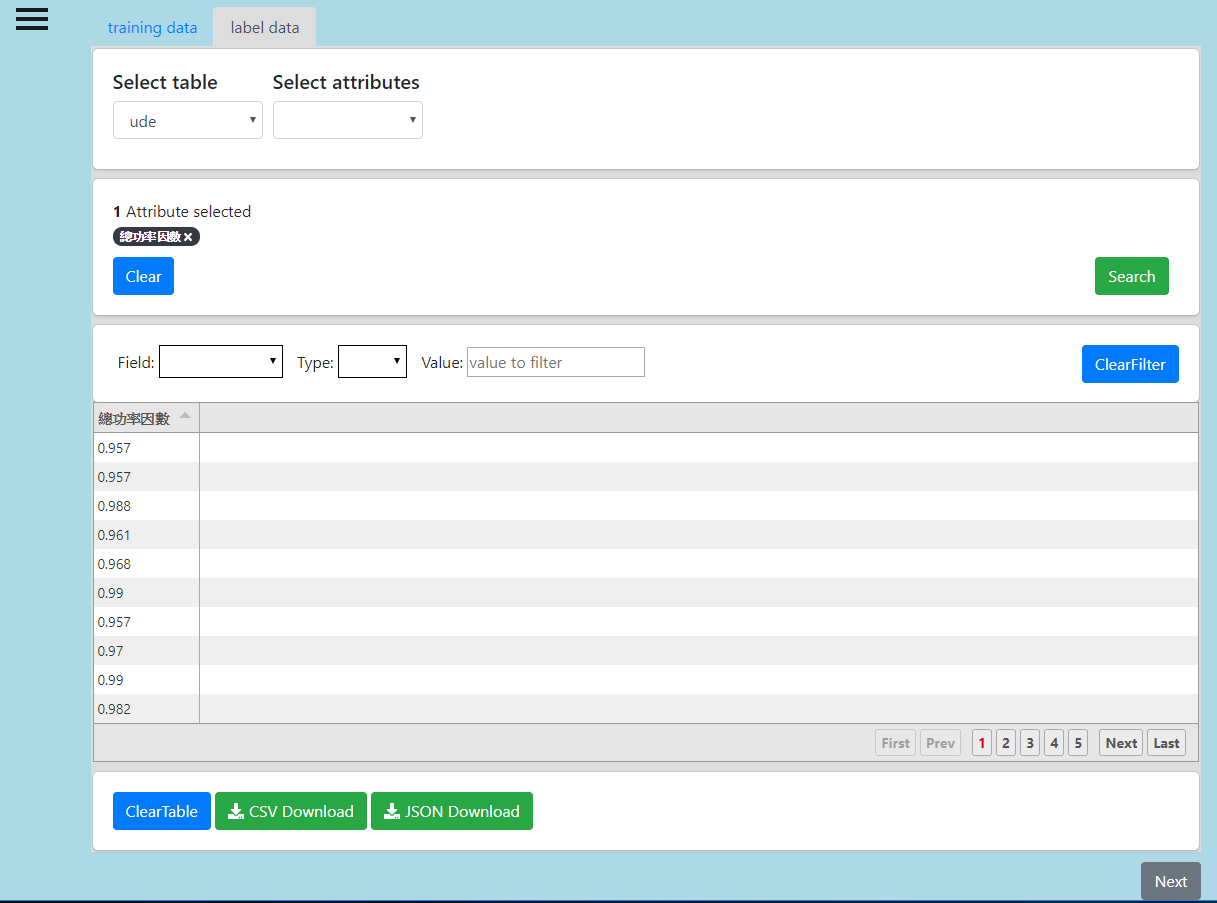 training data label data
Select table Select attributes
ude
1 Attribute selected
總功率因數 ×
Clear Search
Field: Type: Value: value to filter ClearFilter
總功率因數
0.957
0.957
0.988
0.961
0.968
0.99
0.957
0.97
0.99
0.982
First Prev 1 2 3 4 5 Next Last
ClearTable CSV Download JSON Download
Next